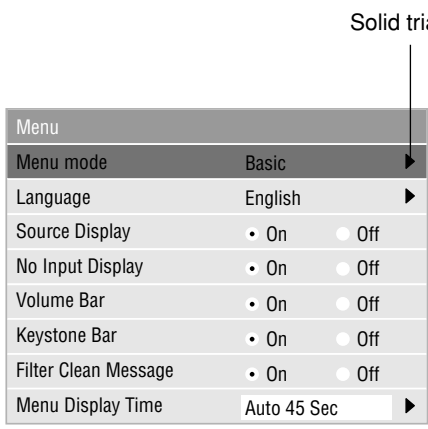 Solid
Menu
Menu mode Basic
Language English
Source Display On Off
No Input Display On Off
Volume Bar On Off
Keystone Bar On Off
Filter Clean Message On Off
Menu Display Time Auto 45 Sec